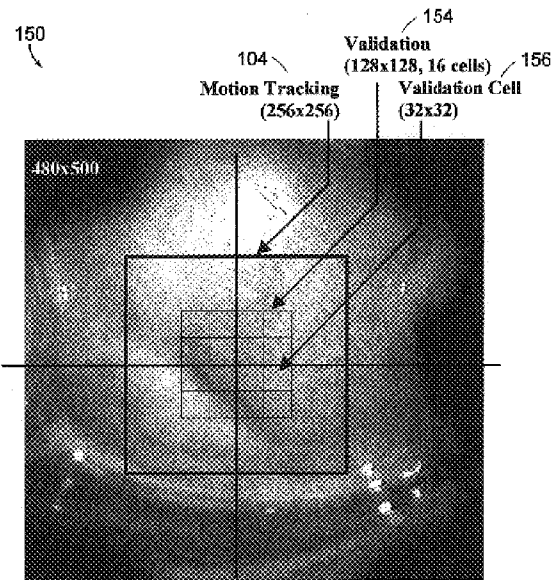 150
104
154
156
Validation
(128x128, 16 cells)
Motion Tracking
(256x256)
Validation Cell
(32x32)
480x500